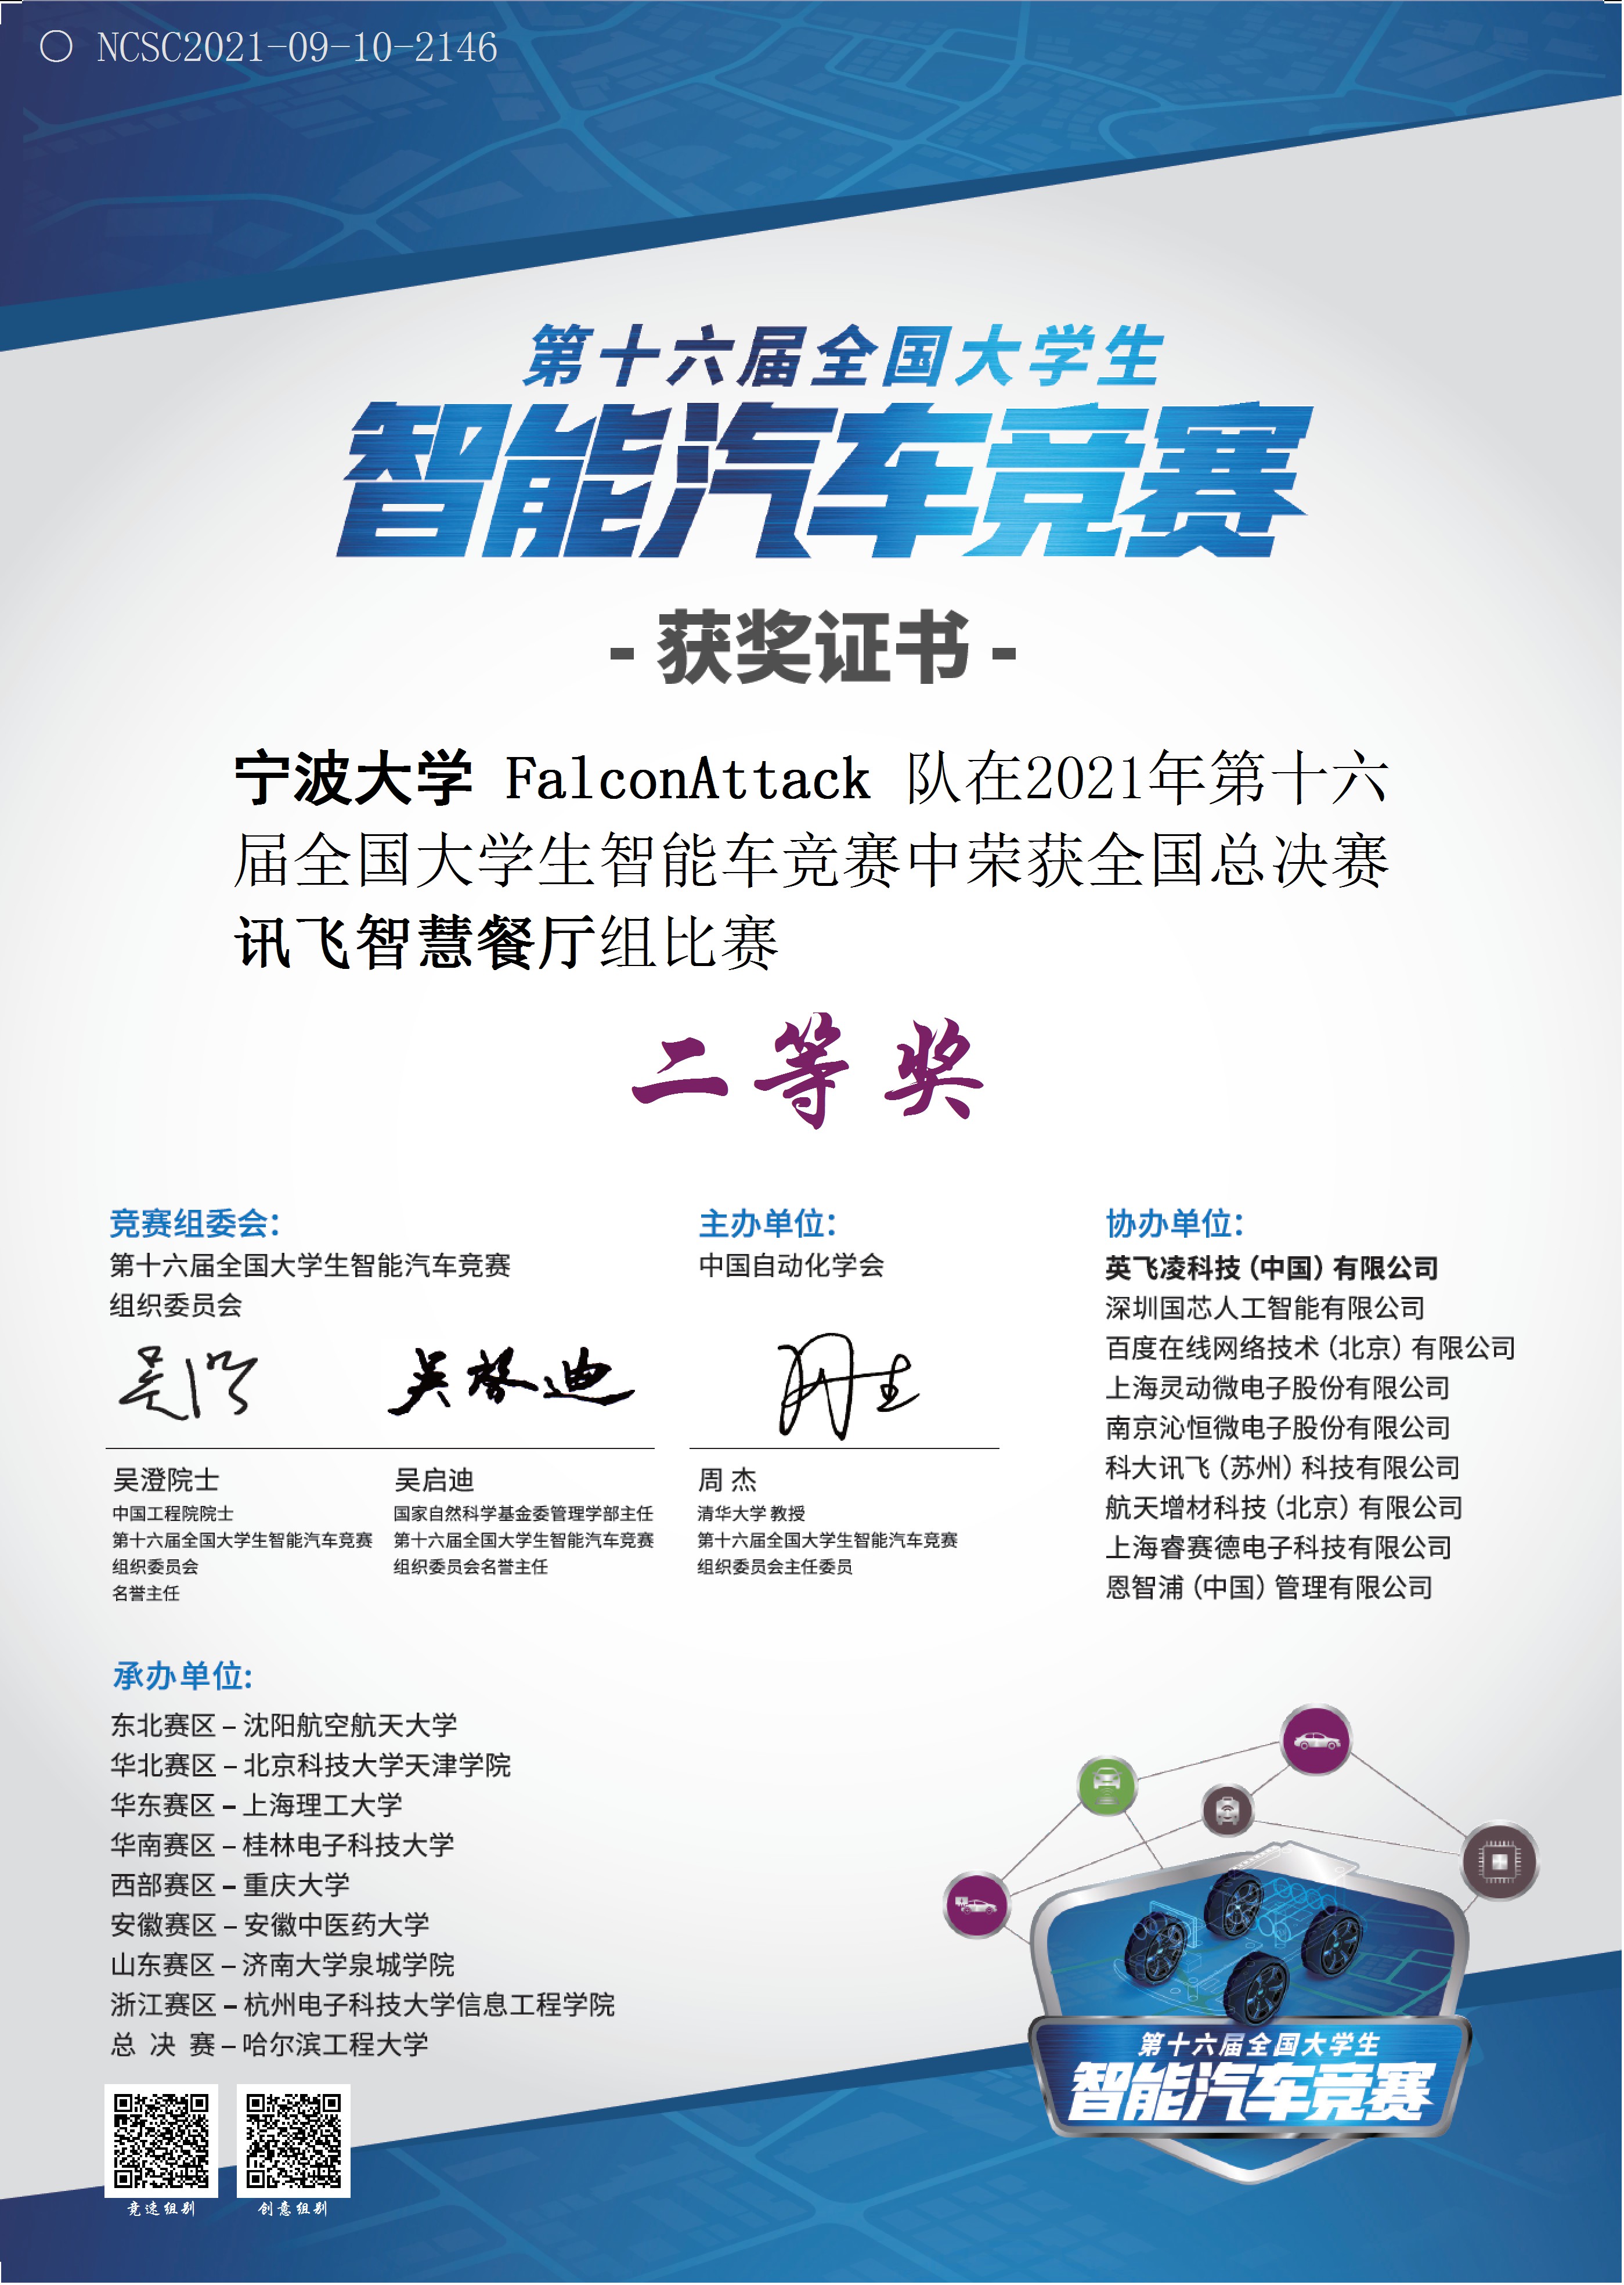 ○ NCSC2021-09-10-2146
第十六届全国大学生
智能汽车竞赛
- 获奖证书 -
宁波大学 FalconAttack 队在2021年第十六
届全国大学生智能车竞赛中荣获全国总决赛
讯飞智慧餐厅组比赛
二等奖
竞赛组委会：
第十六届全国大学生智能汽车竞赛
组织委员会
吴澄
吴启迪
吴澄院士
中国工程院院士
第十六届全国大学生智能汽车竞赛
组织委员会
名誉主任
吴启迪
国家自然科学基金委管理学部主任
第十六届全国大学生智能汽车竞赛
组织委员会名誉主任
主办单位：
中国自动化学会
周杰
周 杰
清华大学 教授
第十六届全国大学生智能汽车竞赛
组织委员会主任委员
协办单位：
英飞凌科技（中国）有限公司
深圳国芯人工智能有限公司
百度在线网络技术（北京）有限公司
上海灵动微电子股份有限公司
南京沁恒微电子股份有限公司
科大讯飞（苏州）科技有限公司
航天增材科技（北京）有限公司
上海睿赛德电子科技有限公司
恩智浦（中国）管理有限公司
承办单位：
东北赛区 – 沈阳航空航天大学
华北赛区 – 北京科技大学天津学院
华东赛区 – 上海理工大学
华南赛区 – 桂林电子科技大学
西部赛区 – 重庆大学
安徽赛区 – 安徽中医药大学
山东赛区 – 济南大学泉城学院
浙江赛区 – 杭州电子科技大学信息工程学院
总 决 赛 – 哈尔滨工程大学
竞速组别
创意组别
第十六届全国大学生
智能汽车竞赛